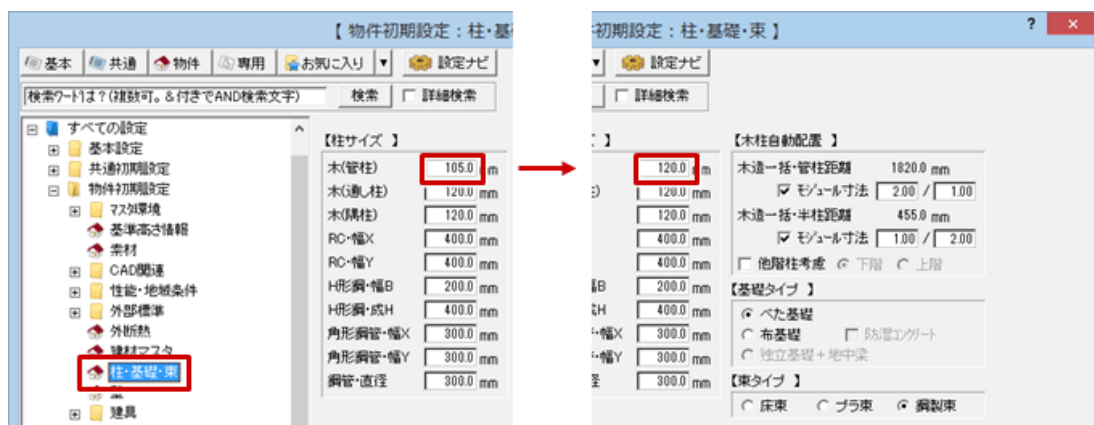 【 物件初期設定：柱・基
基本 共通 物件 専用 お気に入り ▼ 設定ナビ
検索ワードは？(複数可。&付きでAND検索文字) 検索 詳細検索
すべての設定
基本設定
共通初期設定
物件初期設定
マスタ環境
基準高さ情報
素材
CAD関連
性能・地域条件
外部標準
外断熱
建材マスタ
柱・基礎・束
建具
【柱サイズ 】
木(管柱) 105.0 mm
木(通し柱) 120.0 mm
木(隅柱) 120.0 mm
RC・幅X 400.0 mm
RC・幅Y 400.0 mm
H形鋼・幅B 200.0 mm
H形鋼・成H 400.0 mm
角形鋼管・幅X 300.0 mm
角形鋼管・幅Y 300.0 mm
鋼管・直径 300.0 mm
初期設定：柱・基礎・束 】 ? ×
▼ 設定ナビ
詳細検索
】
120.0 mm
120.0 mm
120.0 mm
400.0 mm
400.0 mm
幅B 200.0 mm
成H 400.0 mm
・幅X 300.0 mm
・幅Y 300.0 mm
径 300.0 mm
【木柱自動配置 】
木造一括・管柱距離 1820.0 mm
モジュール寸法 2.00 / 1.00
木造一括・半柱距離 455.0 mm
モジュール寸法 1.00 / 2.00
他階柱考慮 下階 上階
【基礎タイプ 】
べた基礎
布基礎 防湿コンクリート
独立基礎＋地中梁
【束タイプ 】
床束 プラ束 鋼製束